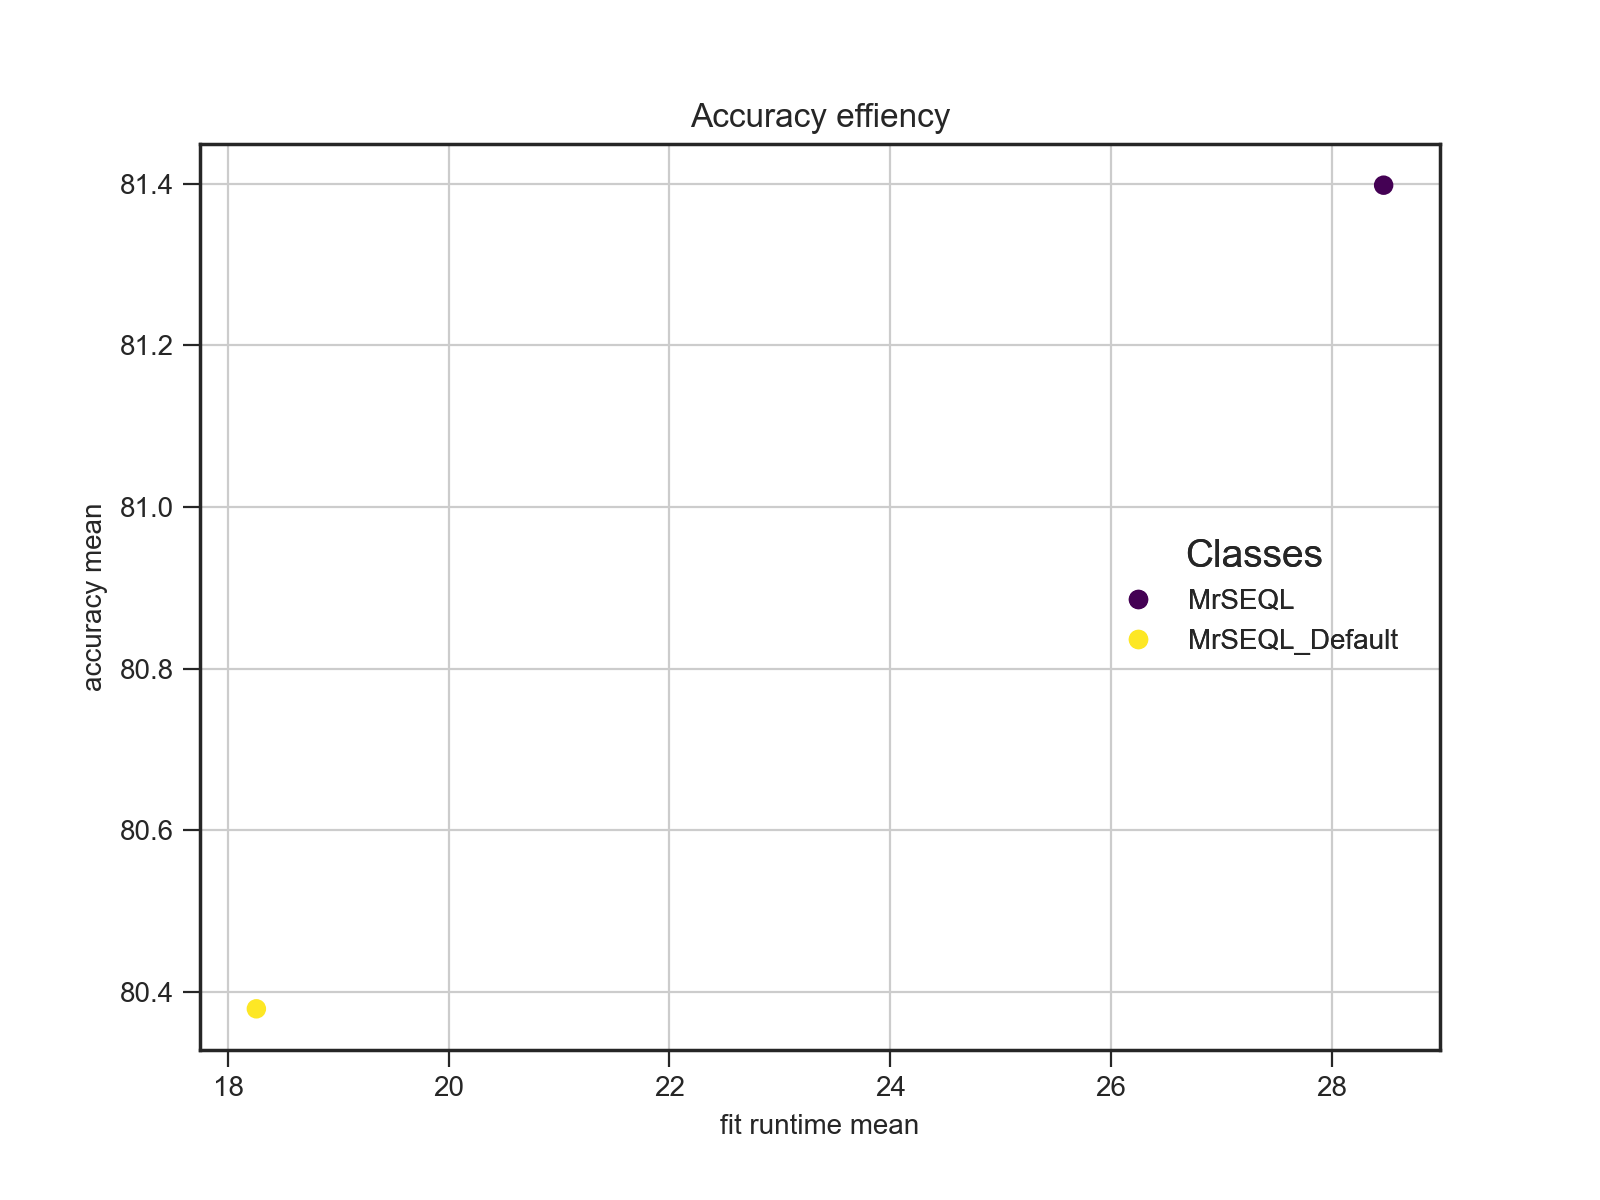 Accuracy effiency
81.4
81.2
81.0
80.8
80.6
80.4
accuracy mean
Classes
MrSEQL
MrSEQL_Default
18 20 22 24 26 28
fit runtime mean